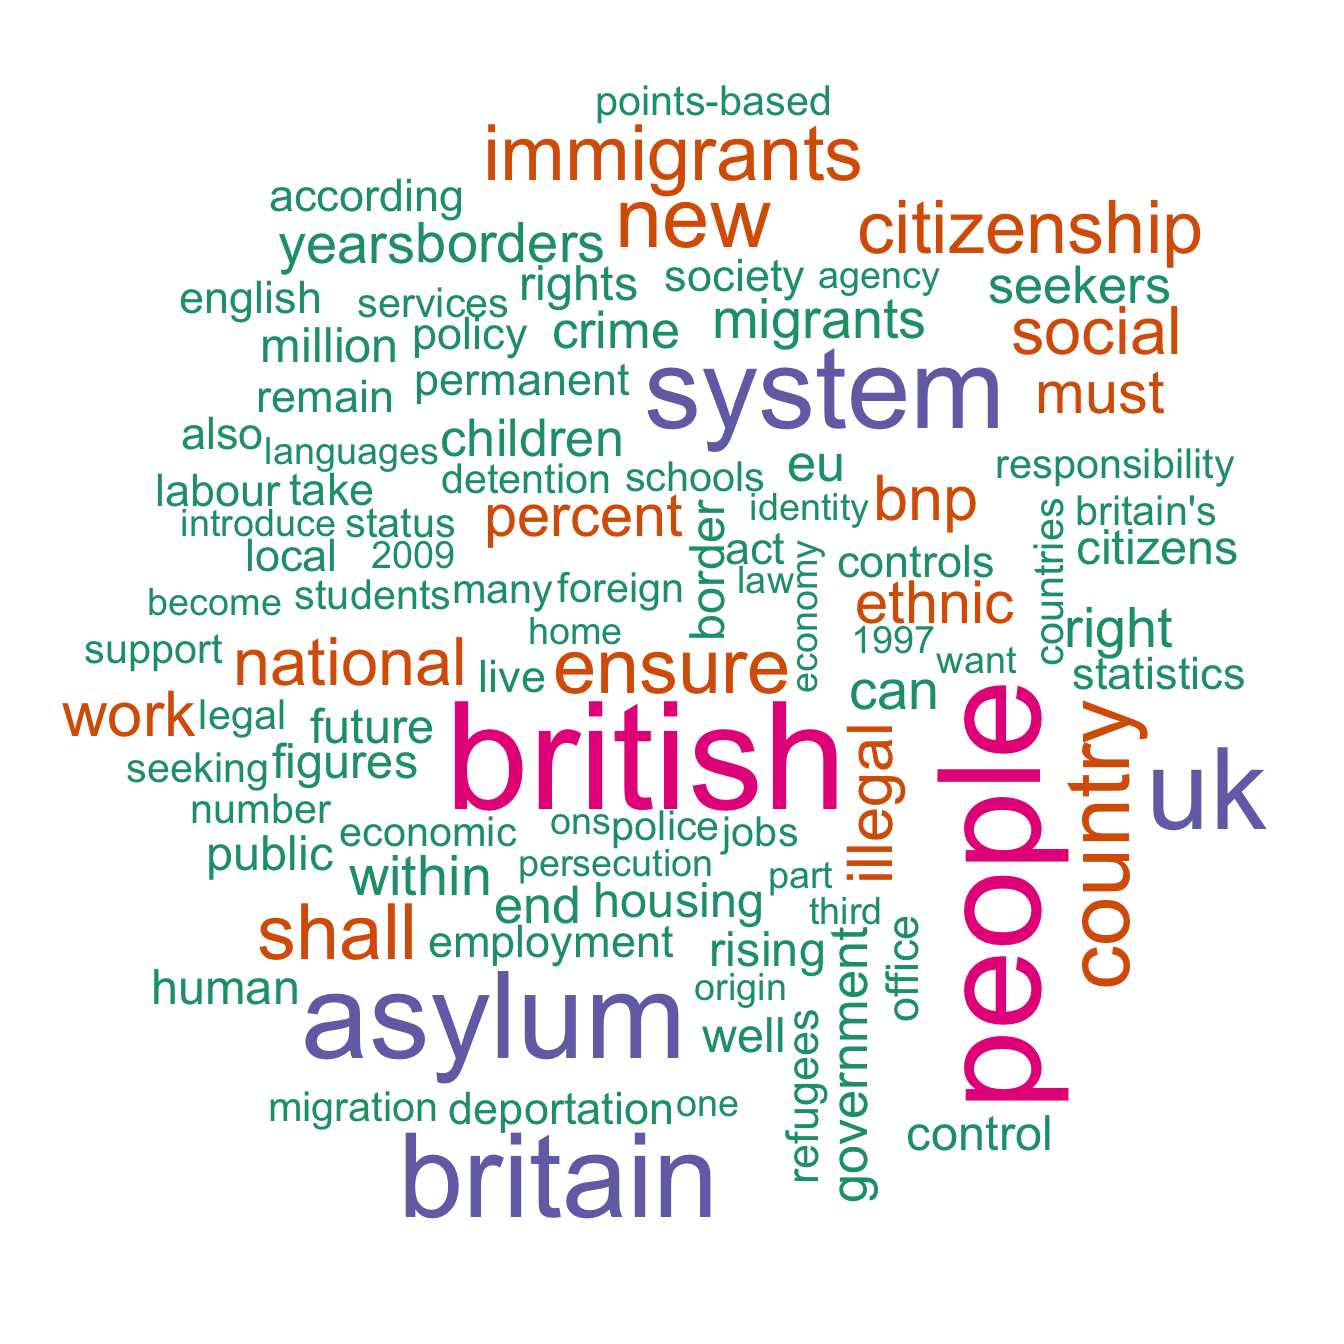 points-based
immigrants
according
new
citizenship
years
borders
rights
society
agency
seekers
english
services
policy
crime
migrants
social
million
permanent
system
must
remain
also
languages
children
detention
schools
eu
responsibility
labour
take
percent
identity
bnp
britain's
introduce
status
border
act
countries
citizens
local
2009
law
economy
controls
become
students
many
foreign
ethnic
support
home
1997
right
national
live
ensure
want
statistics
work
legal
can
future
british
illegal
people
country
uk
seeking
figures
number
economic
ons
police
jobs
public
within
persecution
part
shall
end
housing
third
employment
rising
government
office
human
asylum
origin
well
refugees
migration
deportation
one
control
britain